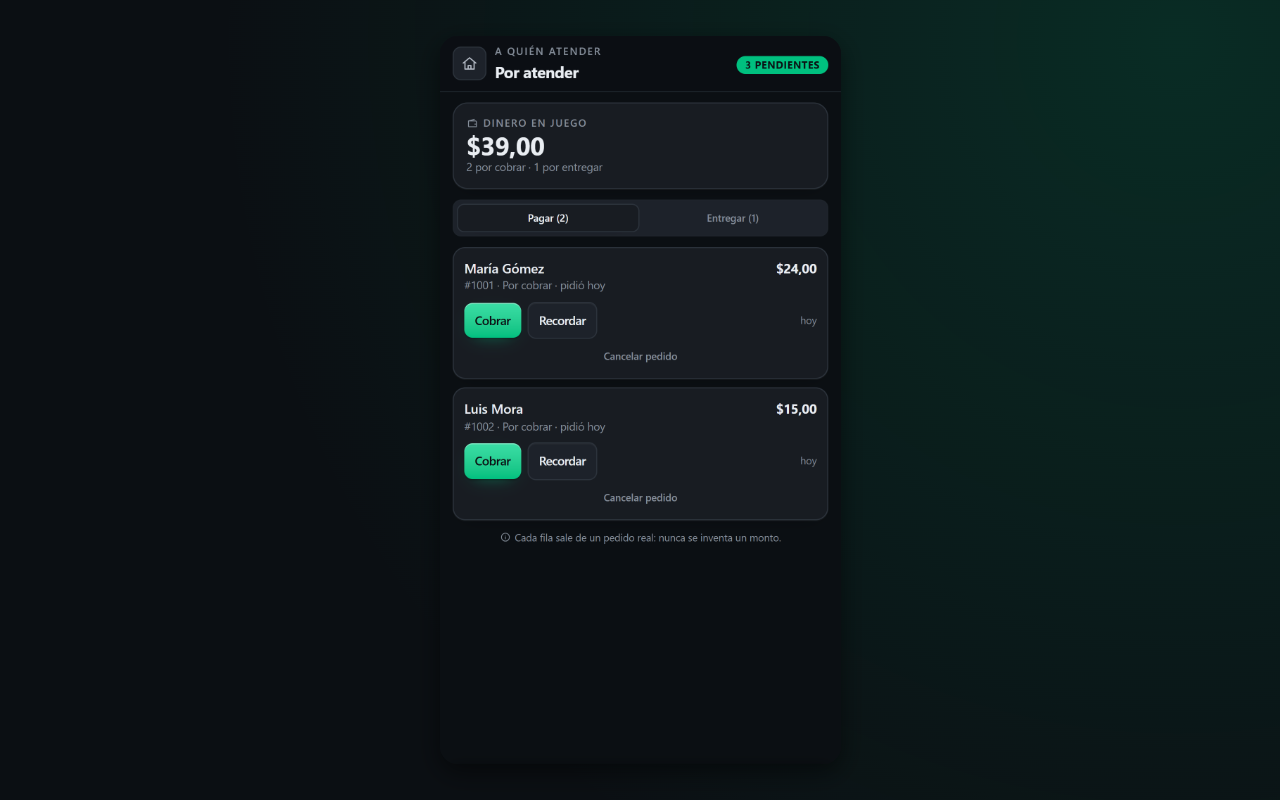 A QUIÉN ATENDER
Por atender
3 PENDIENTES
DINERO EN JUEGO
$39,00
2 por cobrar · 1 por entregar
Pagar (2)
Entregar (1)
María Gómez
$24,00
#1001 · Por cobrar · pidió hoy
Cobrar
Recordar
hoy
Cancelar pedido
Luis Mora
$15,00
#1002 · Por cobrar · pidió hoy
Cobrar
Recordar
hoy
Cancelar pedido
Cada fila sale de un pedido real: nunca se inventa un monto.